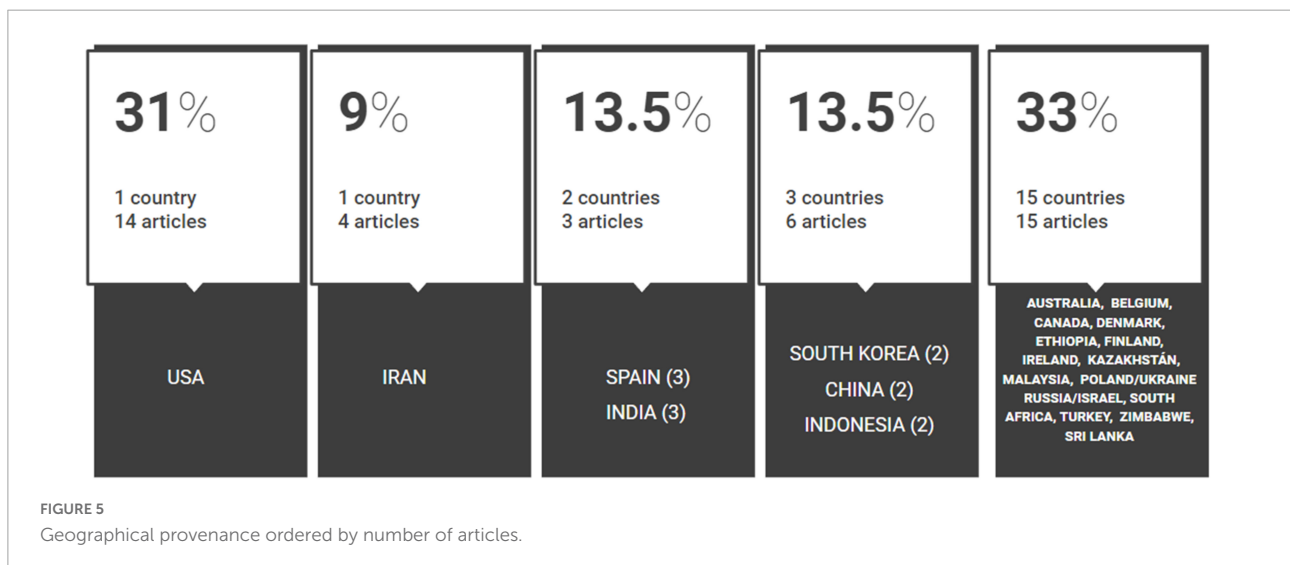 31%
1 country
14 articles
USA
9%
1 country
4 articles
IRAN
13.5%
2 countries
3 articles
SPAIN (3)
INDIA (3)
13.5%
3 countries
6 articles
SOUTH KOREA (2)
CHINA (2)
INDONESIA (2)
33%
15 countries
15 articles
AUSTRALIA, BELGIUM,
CANADA, DENMARK,
ETHIOPIA, FINLAND,
IRELAND, KAZAKHSTÁN,
MALAYSIA, POLAND/UKRAINE
RUSSIA/ISRAEL, SOUTH
AFRICA, TURKEY, ZIMBABWE,
SRI LANKA
FIGURE 5
Geographical provenance ordered by number of articles.